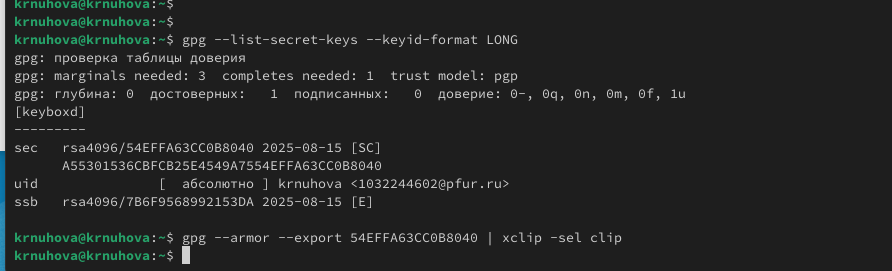 krnuhova@krnuhova:~$
krnuhova@krnuhova:~$
krnuhova@krnuhova:~$ gpg --list-secret-keys --keyid-format LONG
gpg: проверка таблицы доверия
gpg: marginals needed: 3  completes needed: 1  trust model: pgp
gpg: глубина: 0  достоверных:   1  подписанных:   0  доверие: 0-, 0q, 0n, 0m, 0f, 1u
[keyboxd]
---------
sec   rsa4096/54EFFA63CC0B8040 2025-08-15 [SC]
      A55301536CBFCB25E4549A7554EFFA63CC0B8040
uid              [  абсолютно ] krnuhova <1032244602@pfur.ru>
ssb   rsa4096/7B6F9568992153DA 2025-08-15 [E]
krnuhova@krnuhova:~$ gpg --armor --export 54EFFA63CC0B8040 | xclip -sel clip
krnuhova@krnuhova:~$